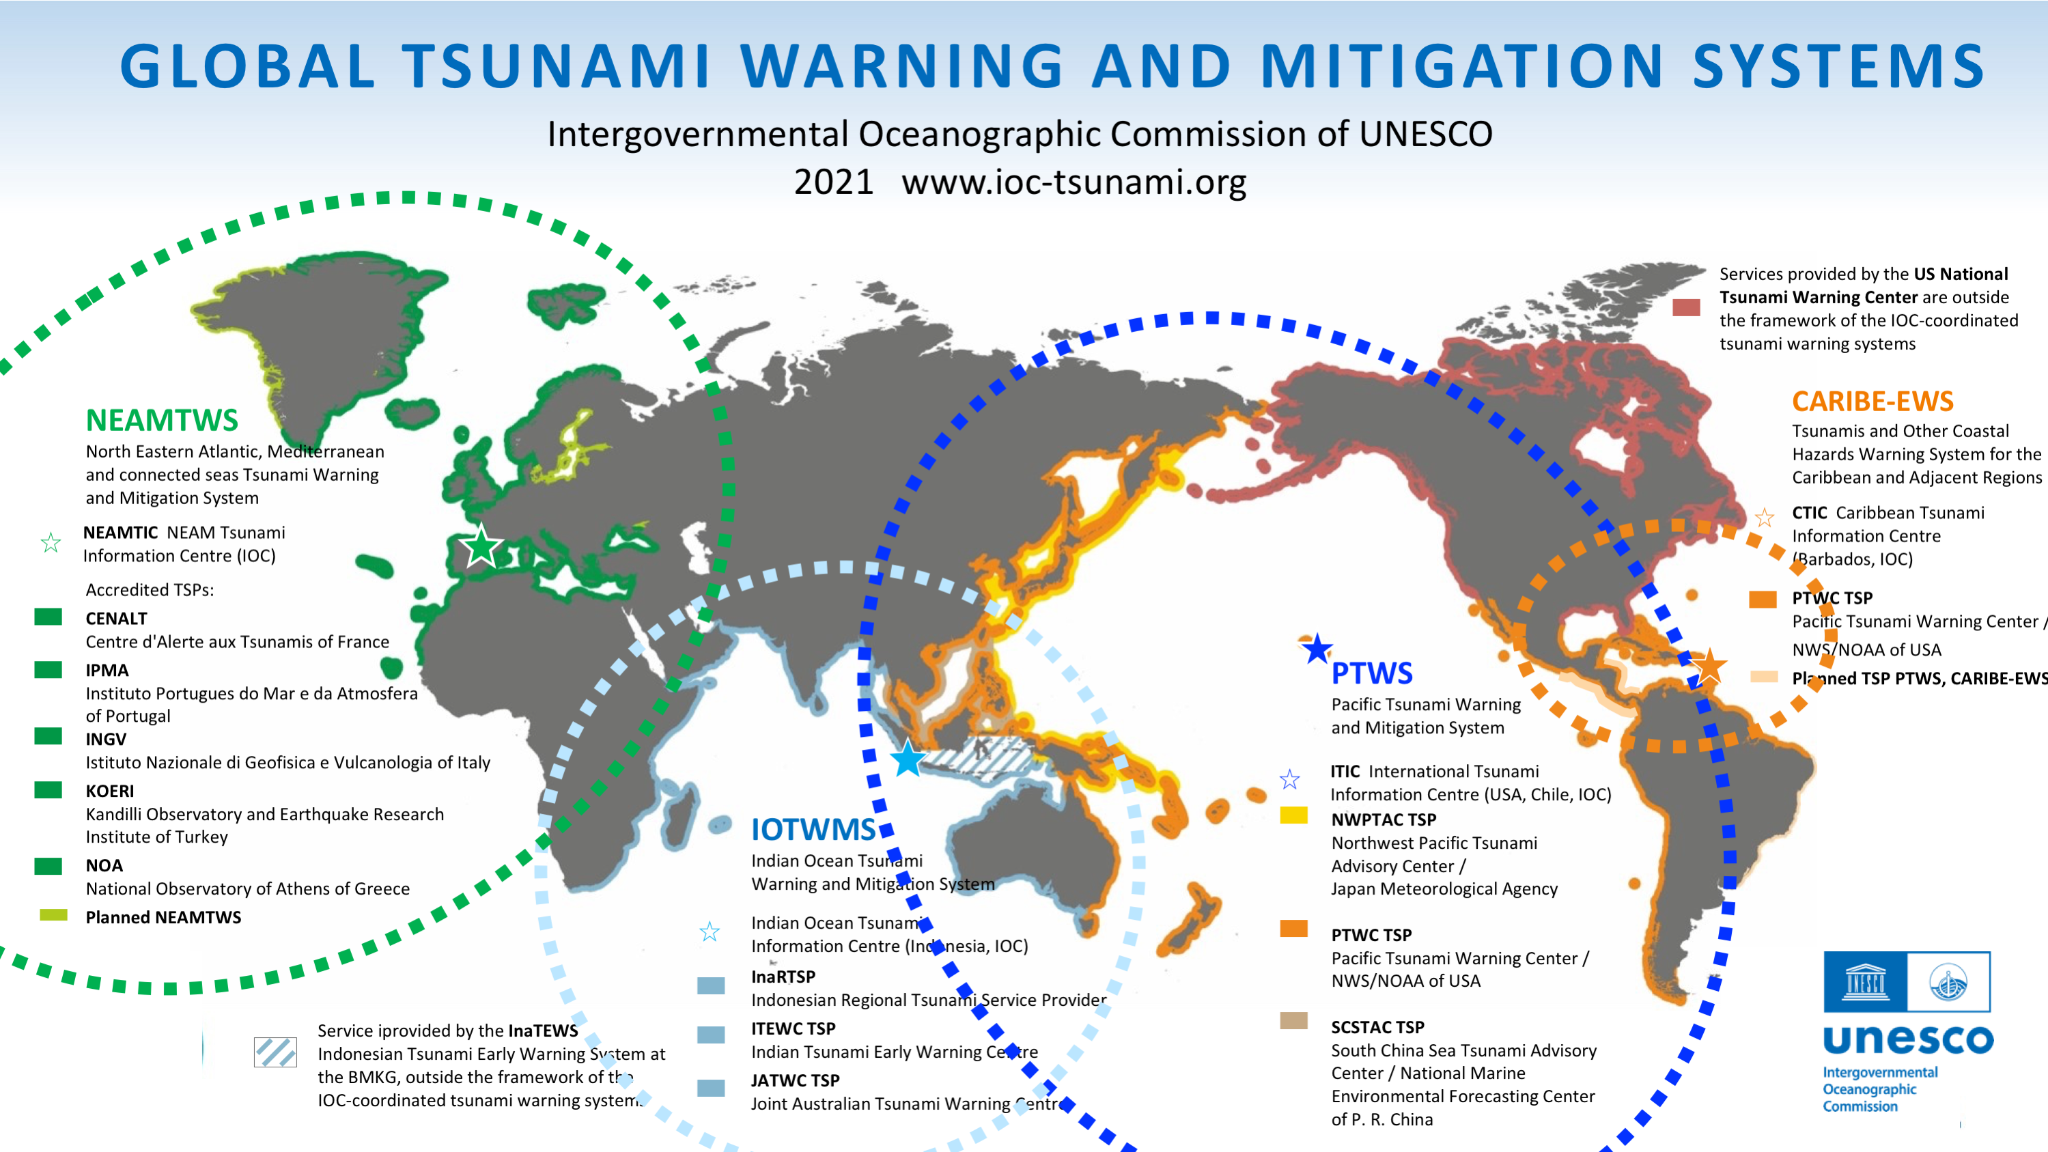 GLOBAL TSUNAMI WARNING AND MITIGATION SYSTEMS
Intergovernmental Oceanographic Commission of UNESCO
2021 www.ioc-tsunami.org
NEAMTWS
North Eastern Atlantic, Mediterranean
and connected seas Tsunami Warning
and Mitigation System
NEAMTIC NEAM Tsunami
Information Centre (IOC)
Accredited TSPs:
CENALT
Centre d'Alerte aux Tsunamis of France
IPMA
Instituto Portugues do Mar e da Atmosfera
of Portugal
INGV
Istituto Nazionale di Geofisica e Vulcanologia of Italy
KOERI
Kandilli Observatory and Earthquake Research
Institute of Turkey
NOA
National Observatory of Athens of Greece
Planned NEAMTWS
Service iprovided by the InaTEWS
Indonesian Tsunami Early Warning System at
the BMKG, outside the framework of the
IOC-coordinated tsunami warning systems
IOTWMS
Indian Ocean Tsunami
Warning and Mitigation System
Indian Ocean Tsunami
Information Centre (Indonesia, IOC)
InaRTSP
Indonesian Regional Tsunami Service Provider
ITEWC TSP
Indian Tsunami Early Warning Centre
JATWC TSP
Joint Australian Tsunami Warning Centre
PTWS
Pacific Tsunami Warning
and Mitigation System
ITIC International Tsunami
Information Centre (USA, Chile, IOC)
NWPTAC TSP
Northwest Pacific Tsunami
Advisory Center /
Japan Meteorological Agency
PTWC TSP
Pacific Tsunami Warning Center /
NWS/NOAA of USA
SCSTAC TSP
South China Sea Tsunami Advisory
Center / National Marine
Environmental Forecasting Center
of P. R. China
Services provided by the US National
Tsunami Warning Center are outside
the framework of the IOC-coordinated
tsunami warning systems
CARIBE-EWS
Tsunamis and Other Coastal
Hazards Warning System for the
Caribbean and Adjacent Regions
CTIC Caribbean Tsunami
Information Centre
(Barbados, IOC)
PTWC TSP
Pacific Tsunami Warning Center /
NWS/NOAA of USA
Planned TSP PTWS, CARIBE-EWS
UNESCO
unesco
Intergovernmental
Oceanographic
Commission